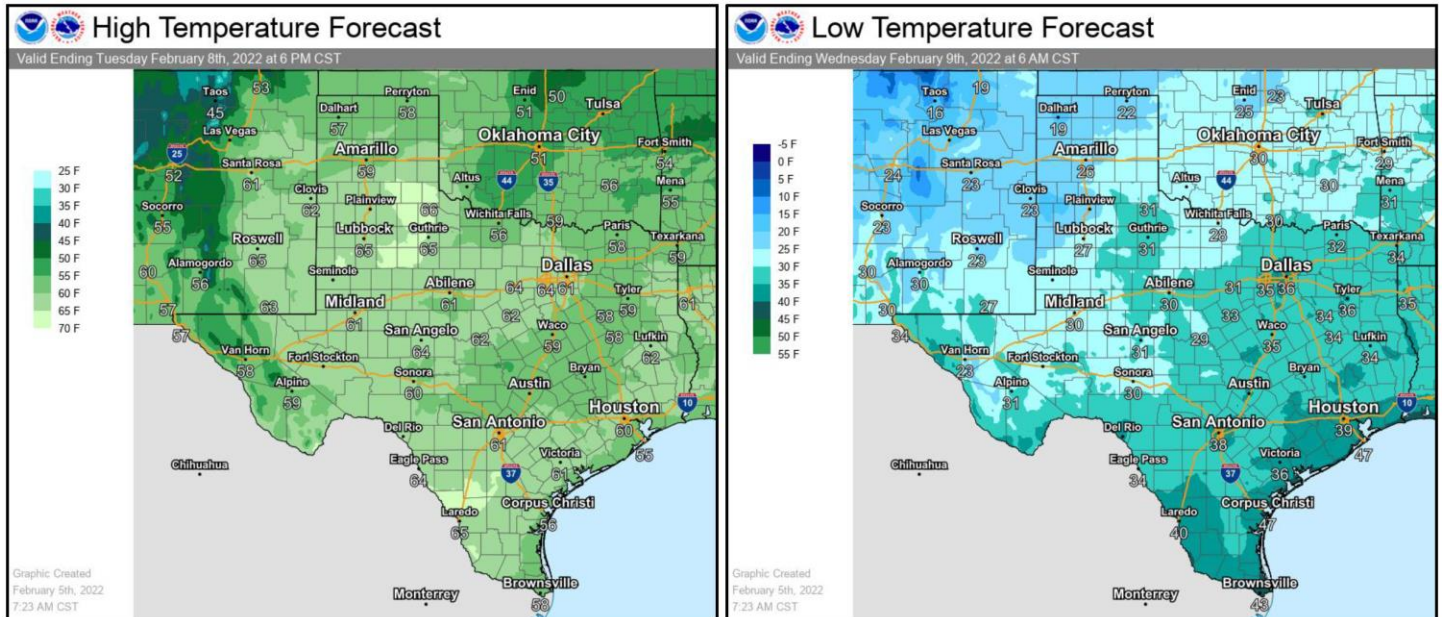 High Temperature Forecast
Valid Ending Tuesday February 8th, 2022 at 6 PM CST
25 F
30 F
35 F
40 F
45 F
50 F
55 F
60 F
65 F
70 F
Taos
45
53
Perryton
58
Dalhart
57
Enid
51
50
Tulsa
Las Vegas
25
52
Santa Rosa
61
Amarillo
59
Oklahoma City
51
Fort Smith
54
44
35
Clovis
62
Altus
56
Mena
55
Socorro
55
Plainview
66
Wichita Falls
56
59
Roswell
65
Lubbock
65
Guthrie
65
Paris
58
Texarkana
59
60
Alamogordo
56
Seminole
Dallas
64
64
61
Abilene
61
Tyler
59
61
57
63
Midland
61
62
58
57
San Angelo
64
62
Waco
59
58
Lufkin
62
Van Horn
58
Fort Stockton
Sonora
60
Bryan
Alpine
59
Austin
Houston
60
10
San Antonio
61
Del Rio
55
Chihuahua
Eagle Pass
64
37
Victoria
61
Corpus Christi
56
Laredo
65
Brownsville
58
Monterrey
Graphic Created
February 5th, 2022
7:23 AM CST
Low Temperature Forecast
Valid Ending Wednesday February 9th, 2022 at 6 AM CST
-5 F
0 F
5 F
10 F
15 F
20 F
25 F
30 F
35 F
40 F
45 F
50 F
55 F
Taos
16
19
Perryton
22
Dalhart
19
Enid
25
23
Tulsa
Las Vegas
24
Santa Rosa
23
Amarillo
26
Oklahoma City
30
Fort Smith
29
44
Clovis
23
Altus
30
Mena
31
Socorro
23
Plainview
31
Wichita Falls
28
30
Roswell
23
Lubbock
27
Guthrie
31
Paris
32
Texarkana
34
30
Alamogordo
30
Seminole
Dallas
31
35
36
Abilene
30
Tyler
36
35
30
27
Midland
30
33
34
34
San Angelo
31
29
Waco
35
34
Lufkin
34
Van Horn
23
Fort Stockton
Sonora
30
Bryan
Alpine
31
Austin
Houston
39
10
San Antonio
38
Del Rio
47
Chihuahua
Eagle Pass
34
37
Victoria
36
Corpus Christi
47
Laredo
40
Brownsville
43
Monterrey
Graphic Created
February 5th, 2022
7:23 AM CST